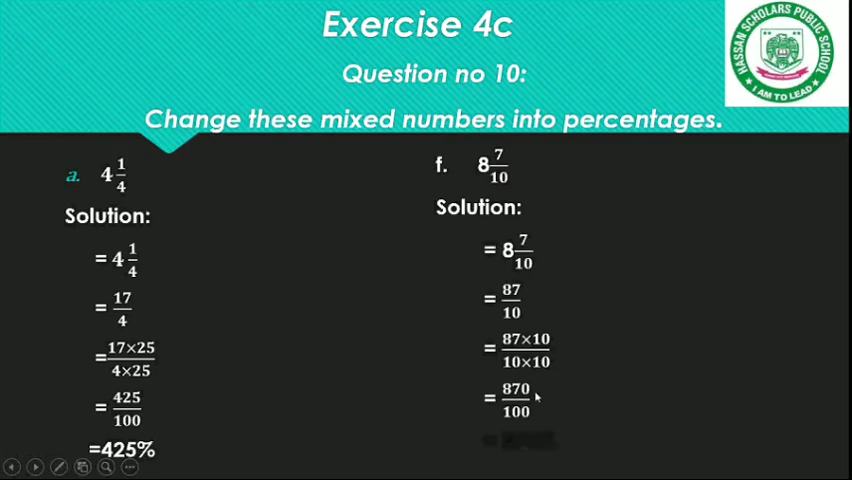 Exercise 4c
Question no 10:
Change these mixed numbers into percentages.
HASSAN SCHOLARS PUBLIC SCHOOL
I AM TO LEAD
a. 4 1/4
Solution:
= 4 1/4
= 17/4
= 17×25/4×25
= 425/100
=425%
f. 8 7/10
Solution:
= 8 7/10
= 87/10
= 87×10/10×10
= 870/100